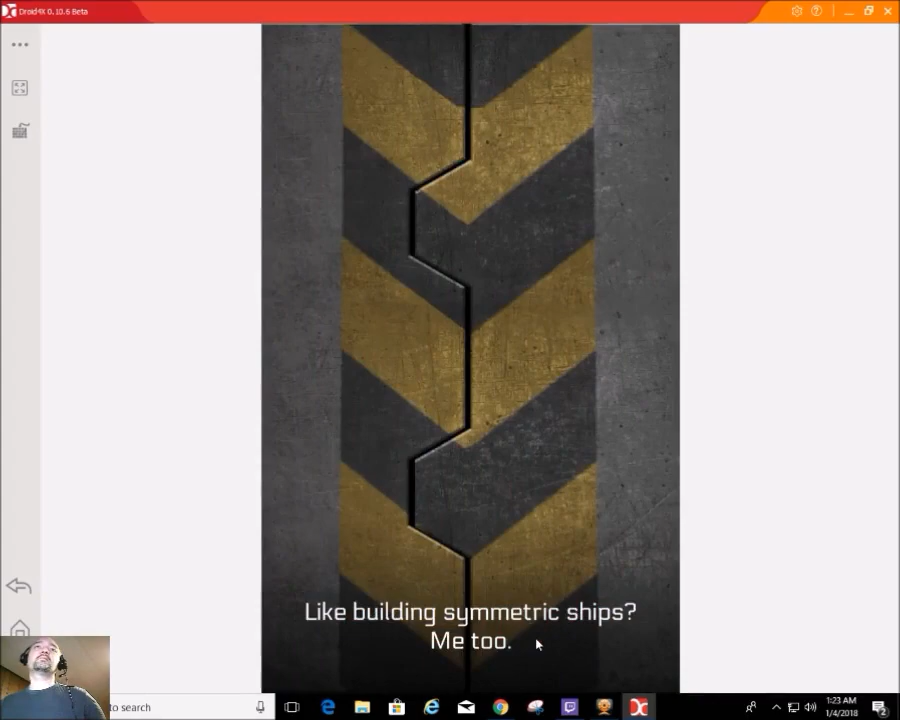 Droid4X 0.10.6 Beta
Like building symmetric ships?
Me too.
to search
1:23 AM
1/4/2018
2